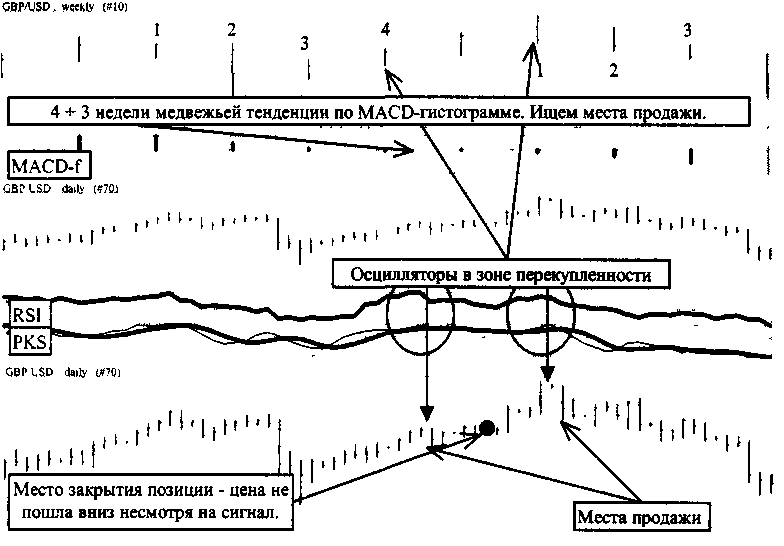 GBP/USD , weekly (#10)
1
2
3
4
1
2
3
4 + 3 недели медвежьей тенденции по MACD-гистограмме. Ищем места продажи.
MACD-f
GBP USD daily (#70)
Осцилляторы в зоне перекупленности
RSI
PKS
GBP USD daily (#70)
Место закрытия позиции - цена не
пошла вниз несмотря на сигнал.
Места продажи